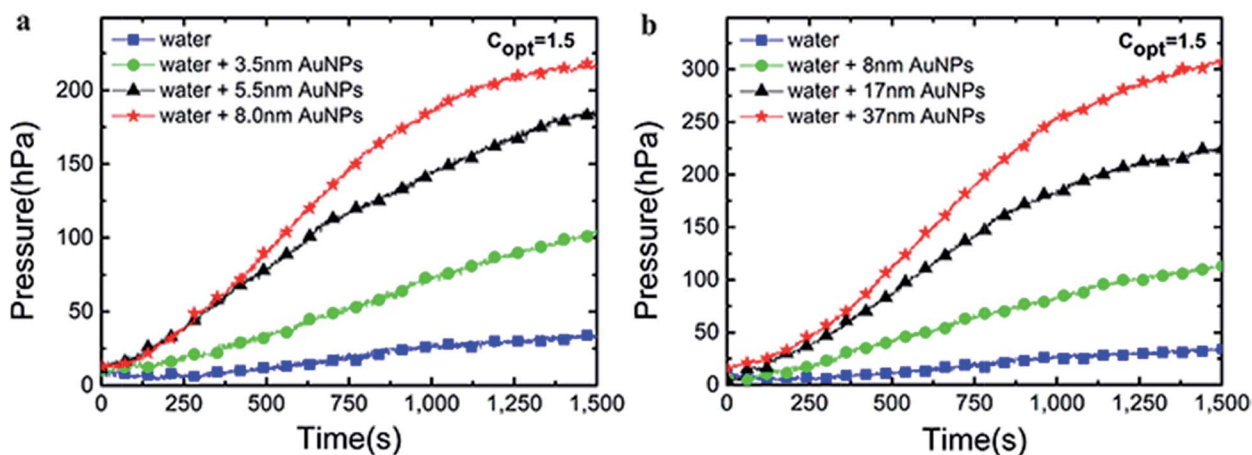 a
water
water + 3.5nm AuNPs
water + 5.5nm AuNPs
water + 8.0nm AuNPs
Copt=1.5
Pressure(hPa)
200
150
100
50
0
0 250 500 750 1,000 1,250 1,500
Time(s)
b
water
water + 8nm AuNPs
water + 17nm AuNPs
water + 37nm AuNPs
Copt=1.5
Pressure(hPa)
300
250
200
150
100
50
0
0 250 500 750 1,000 1,250 1,500
Time(s)